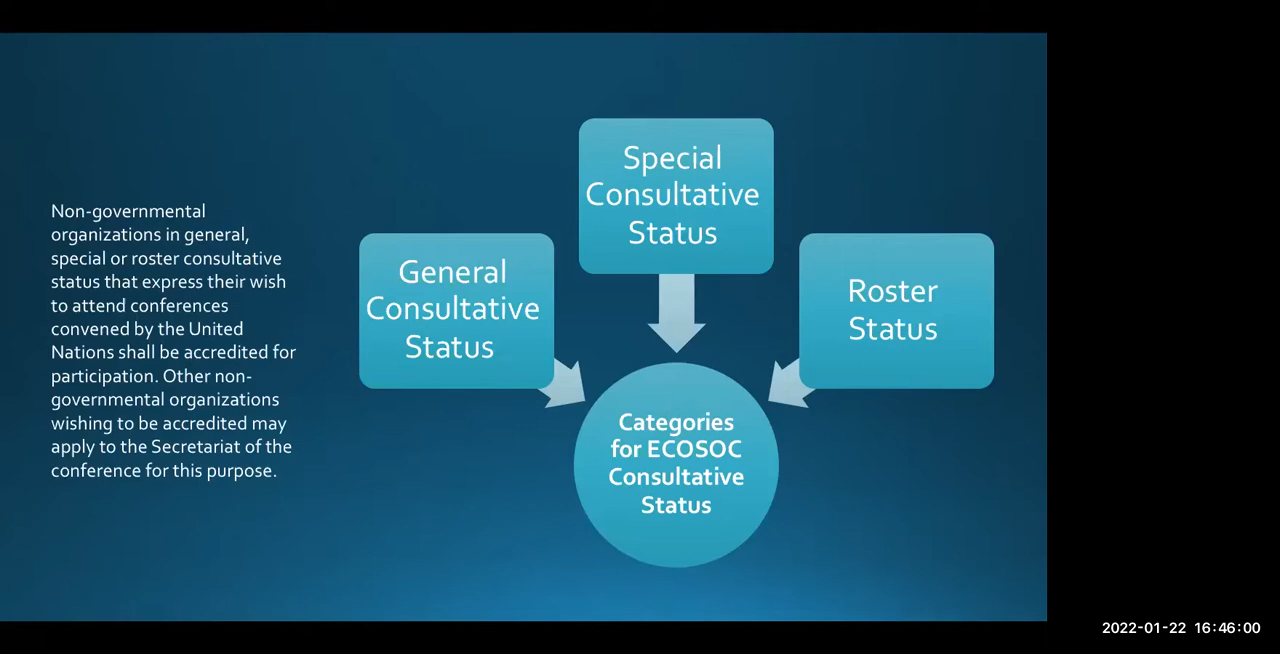 Non-governmental
organizations in general,
special or roster consultative
status that express their wish
to attend conferences
convened by the United
Nations shall be accredited for
participation. Other non-
governmental organizations
wishing to be accredited may
apply to the Secretariat of the
conference for this purpose.
General
Consultative
Status
Special
Consultative
Status
Roster
Status
Categories
for ECOSOC
Consultative
Status
2022-01-22 16:46:00